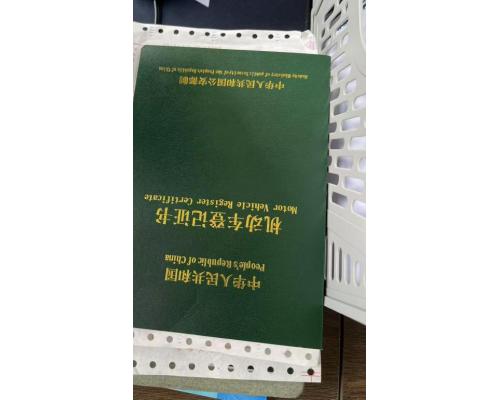 中华人民共和国
People's Republic of China
机动车登记证书
Motor Vehicle Register Certificate
中华人民共和国公安部制